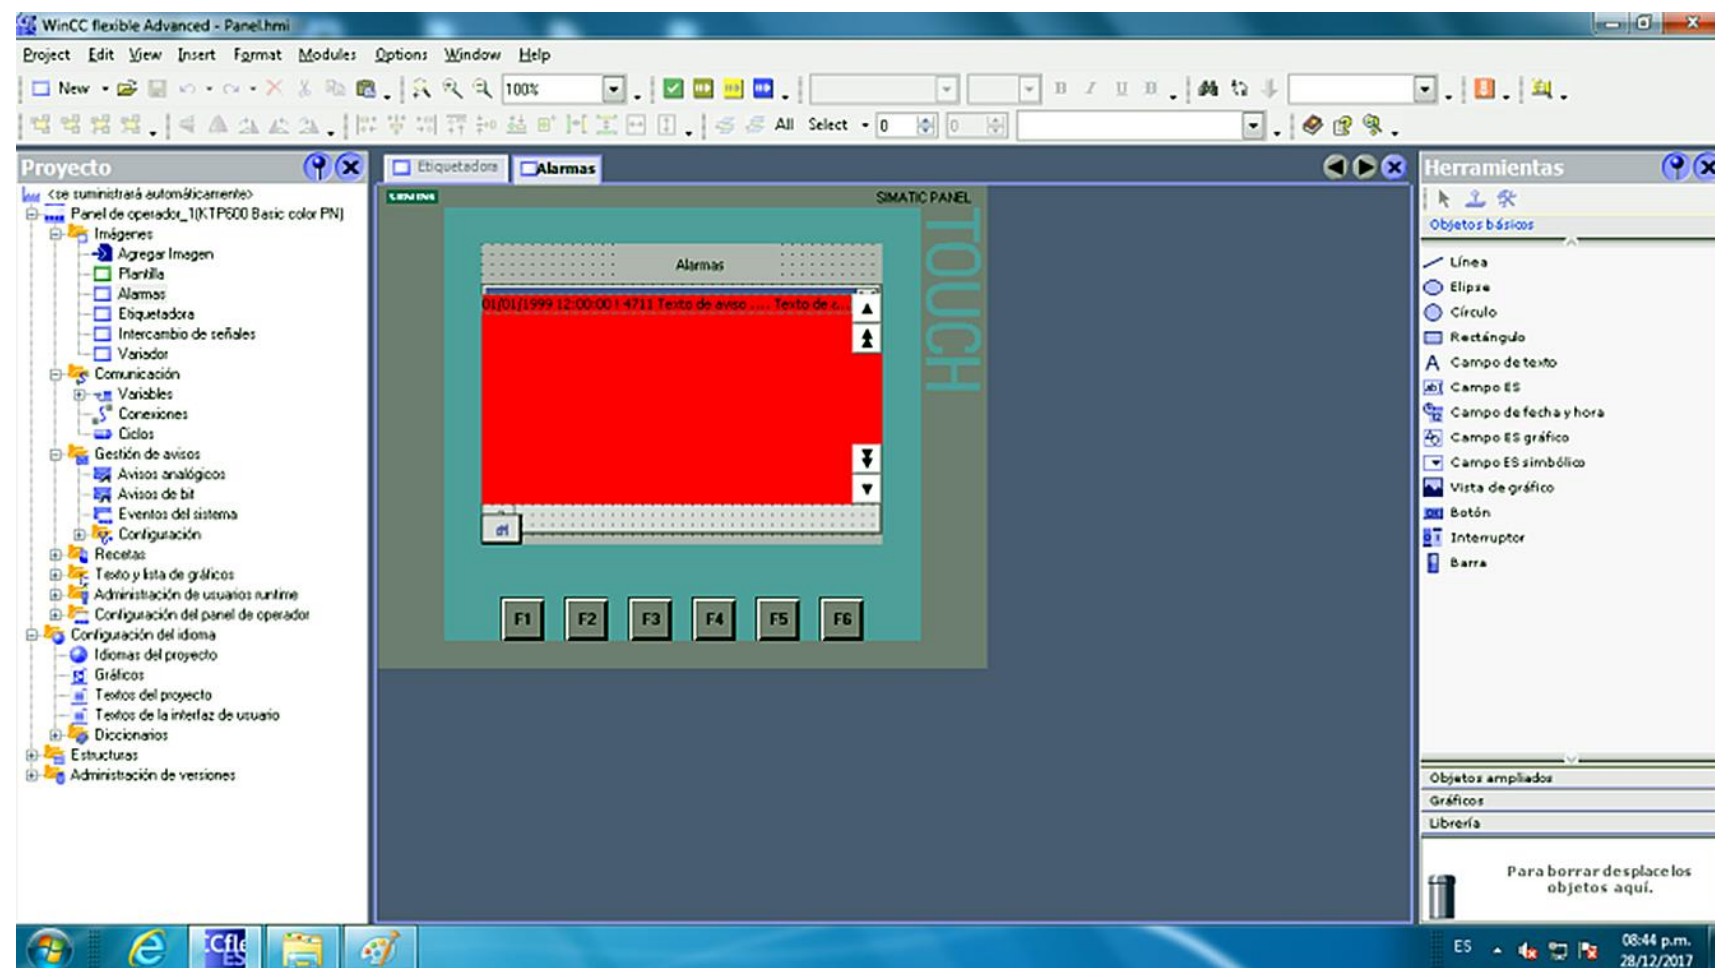 WinCC flexible Advanced - Panel.hmi
Project Edit View Insert Format Modules Options Window Help
New
100%
B I U
All Select 0 0
Proyecto
<se suministrará automáticamente>
Panel de operador_1(KTP600 Basic color PN)
Imágenes
Agregar Imagen
Plantilla
Alarmas
Etiquetadora
Intercambio de señales
Variador
Comunicación
Variables
Conexiones
Ciclos
Gestión de avisos
Avisos analógicos
Avisos de bit
Eventos del sistema
Configuración
Recetas
Texto y lista de gráficos
Administración de usuarios runtime
Configuración del panel de operador
Configuración del idioma
Idiomas del proyecto
Gráficos
Textos del proyecto
Textos de la interfaz de usuario
Diccionarios
Estructuras
Administración de versiones
Etiquetadora
Alarmas
SIEMENS
SIMATIC PANEL
TOUCH
Alarmas
01/01/1999 12:00:00 ! 4711 Texto de aviso ..... Texto de r...
F1 F2 F3 F4 F5 F6
Herramientas
Objetos básicos
Línea
Elipse
Círculo
Rectángulo
Campo de texto
Campo ES
Campo de fecha y hora
Campo ES gráfico
Campo ES simbólico
Vista de gráfico
Botón
Interruptor
Barra
Objetos ampliados
Gráficos
Librería
Para borrar desplace los
objetos aquí.
ES
08:44 p.m.
28/12/2017